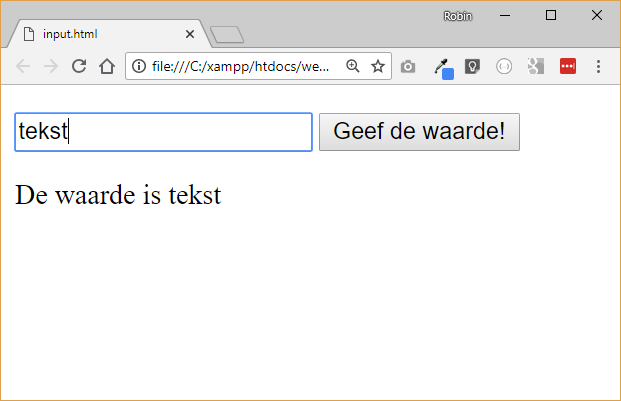 Robin
input.html
file:///C:/xampp/htdocs/we...
tekst
Geef de waarde!
De waarde is tekst